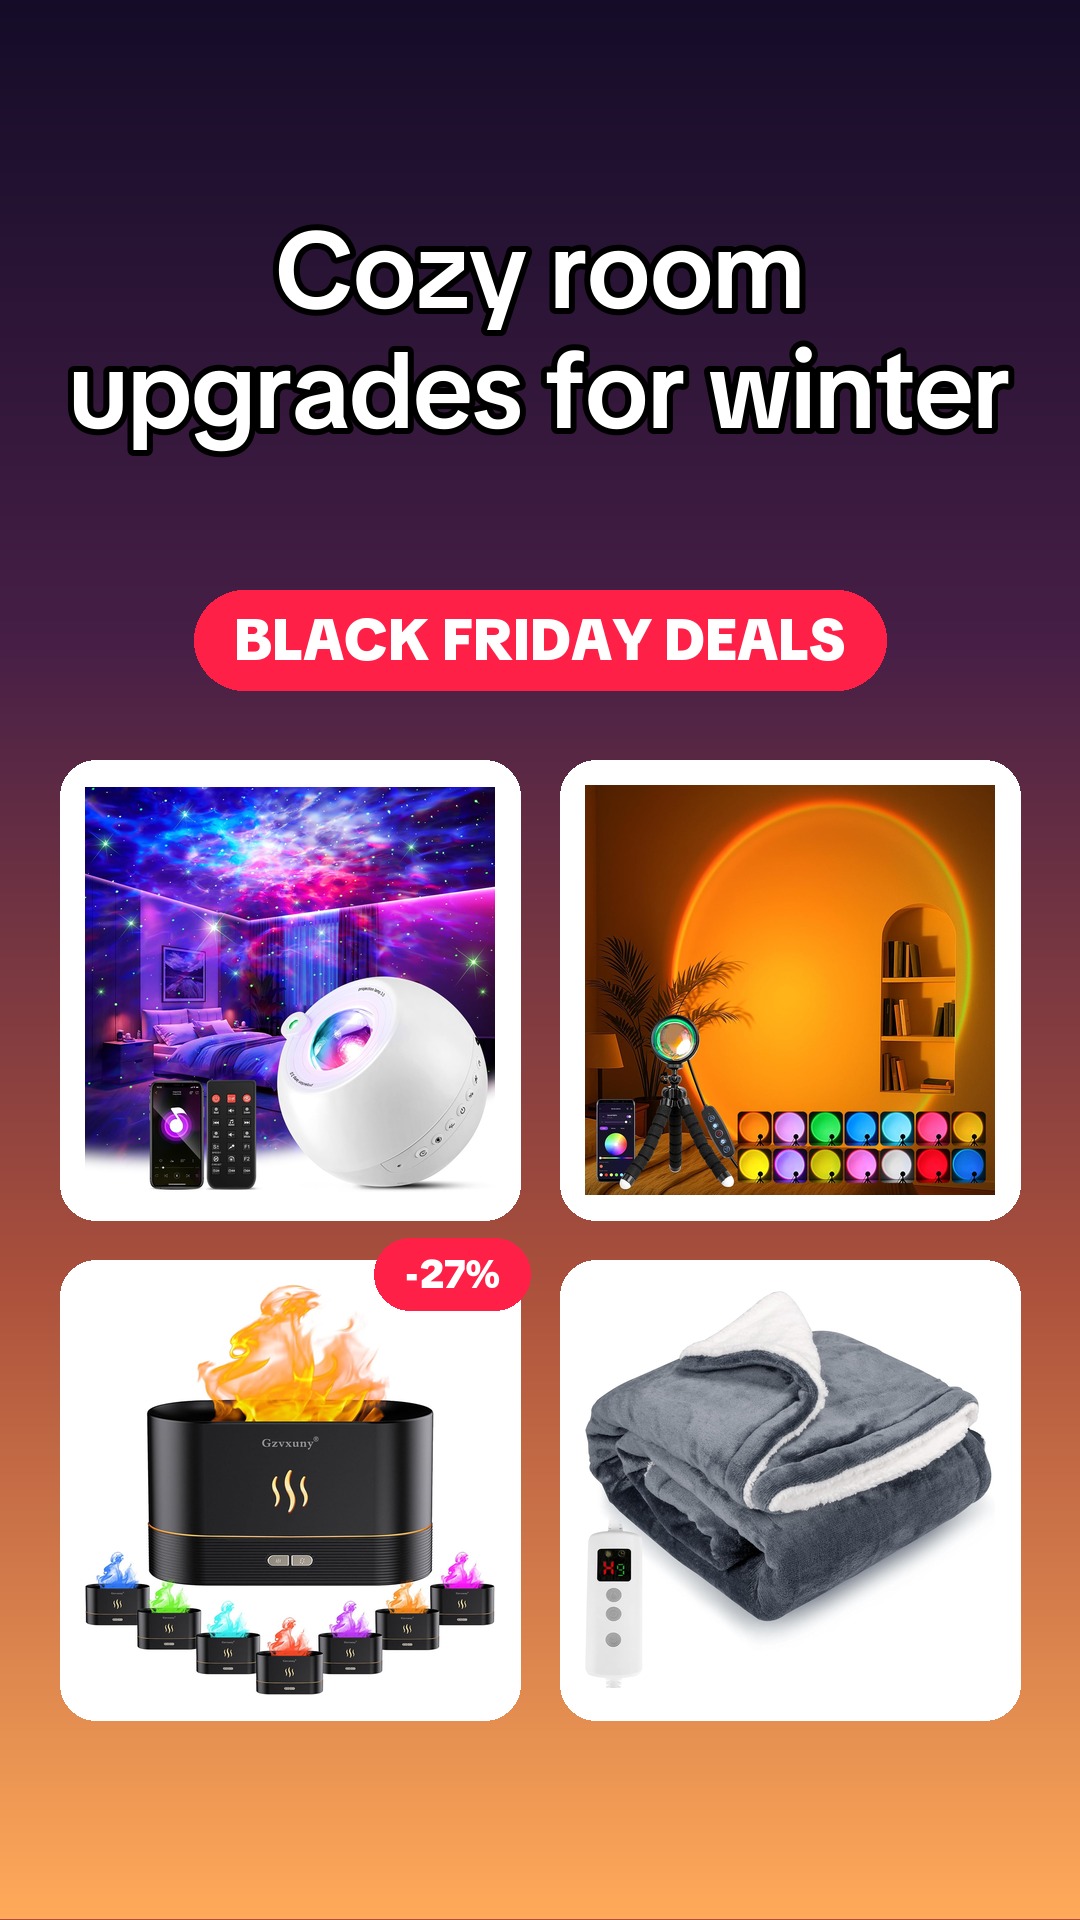 Cozy room
upgrades for winter
BLACK FRIDAY DEALS
-27%
Gzvxuny®